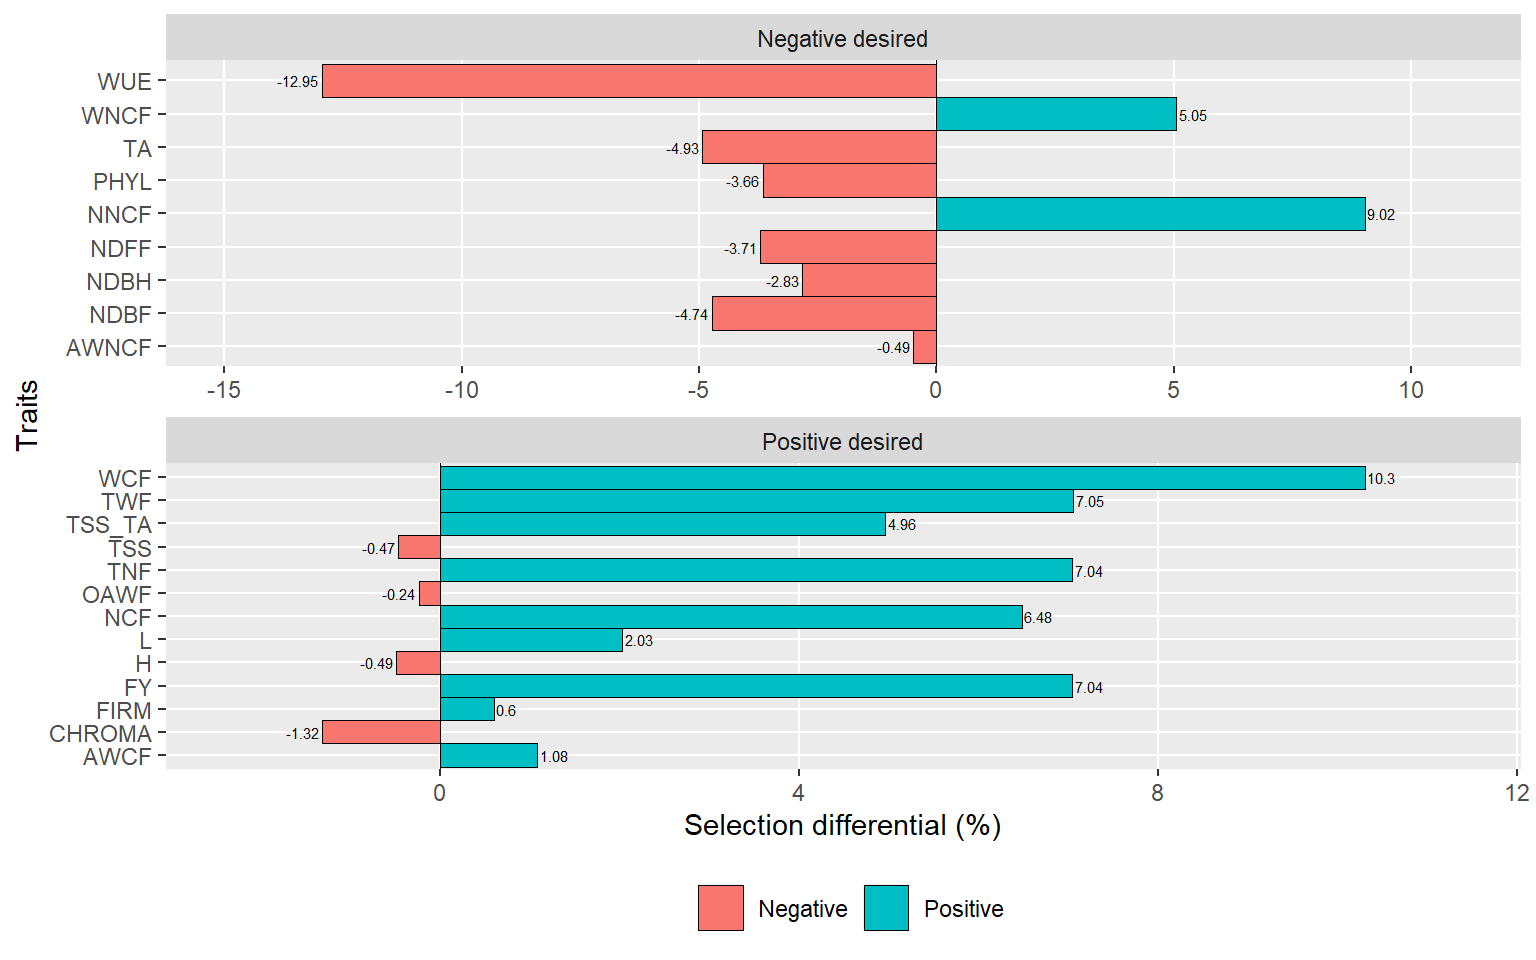 Negative desired
WUE -12.95
WNCF 5.05
TA -4.93
PHYL -3.66
NNCF 9.02
NDFF -3.71
NDBH -2.83
NDBF -4.74
AWNCF -0.49
-15 -10 -5 0 5 10
Traits
Positive desired
WCF 10.3
TWF 7.05
TSS_TA 4.96
TSS -0.47
TNF 7.04
OAWF -0.24
NCF 6.48
L 2.03
H -0.49
FY 7.04
FIRM 0.6
CHROMA -1.32
AWCF 1.08
0 4 8 12
Selection differential (%)
Negative Positive